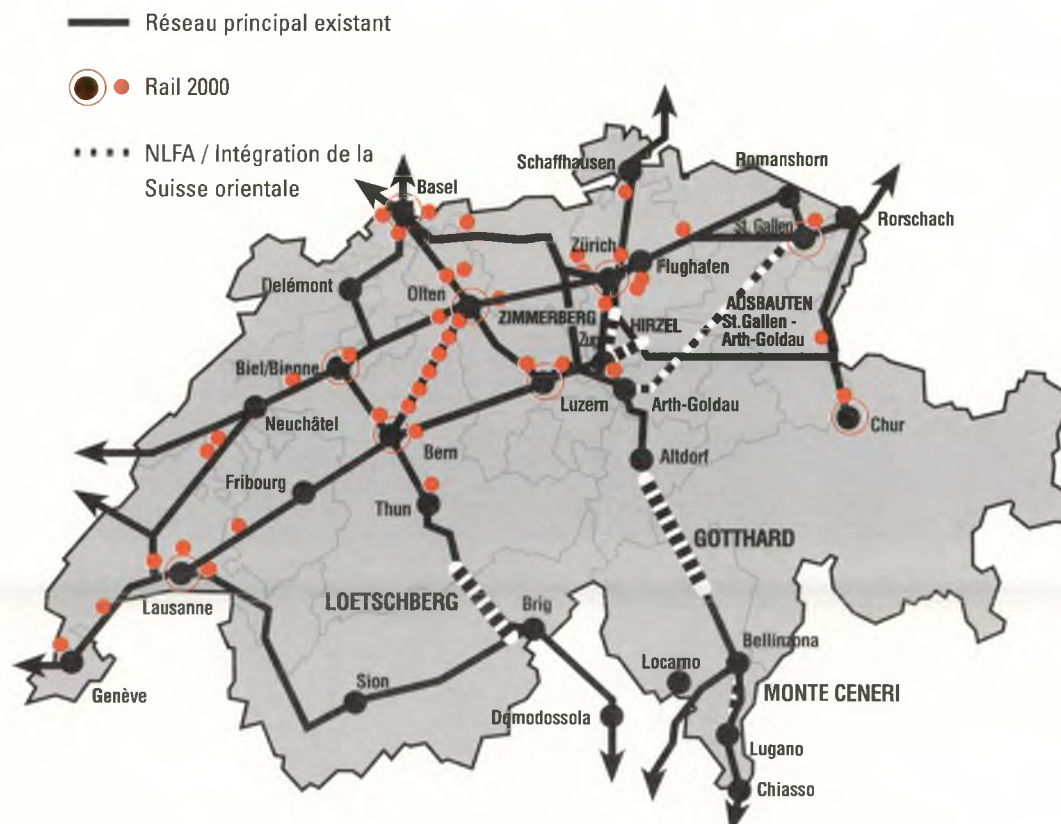 Réseau principal existant
Rail 2000
NLFA / Intégration de la
Suisse orientale
Schaffhausen
Romanshorn
Basel
Rorschach
St. Gallen
Zürich
Flughafen
Delémont
Olten
ZIMMERBERG
HIRZEL
AUSBAUTEN
St.Gallen -
Arth-Goldau
Zug
Biel/Bienne
Luzern
Arth-Goldau
Chur
Neuchâtel
Bern
Altdorf
Fribourg
Thun
GOTTHARD
LOETSCHBERG
Lausanne
Brig
Bellinzona
Locarno
Genève
Sion
MONTE CENERI
Domodossola
Lugano
Chiasso